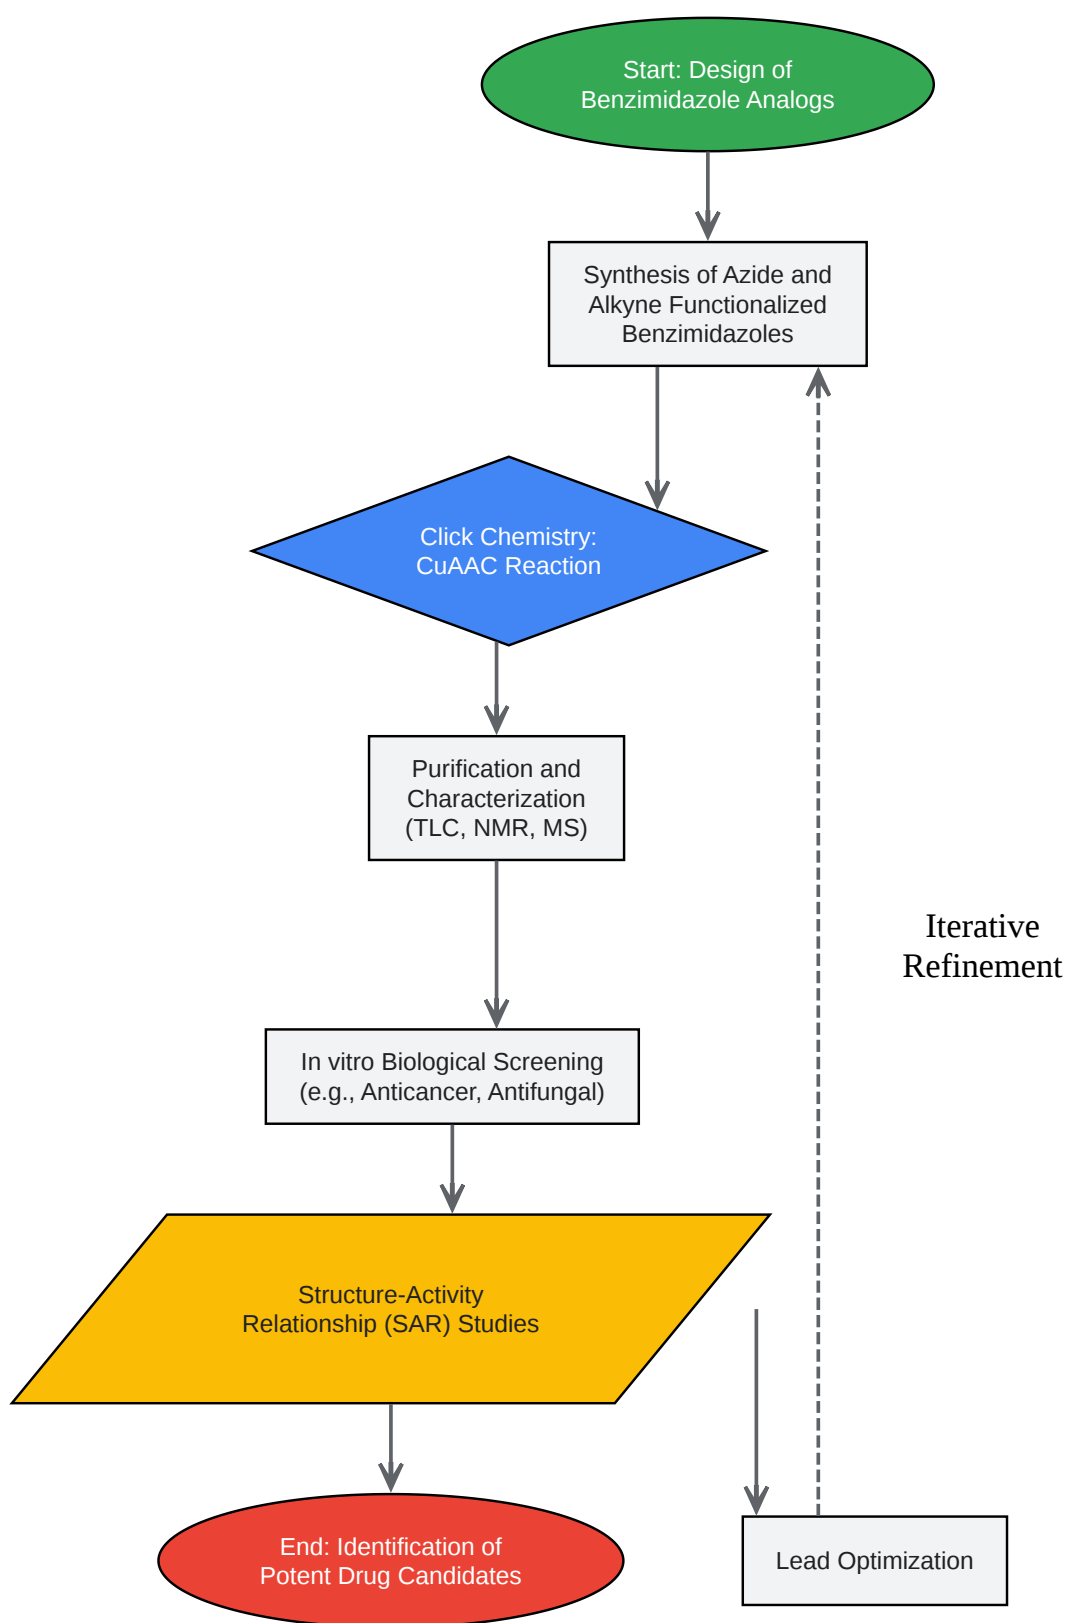 Start: Design of
Benzimidazole Analogs
Synthesis of Azide and
Alkyne Functionalized
Benzimidazoles
Click Chemistry:
CuAAC Reaction
Purification and
Characterization
(TLC, NMR, MS)
Iterative
Refinement
In vitro Biological Screening
(e.g., Anticancer, Antifungal)
Structure-Activity
Relationship (SAR) Studies
End: Identification of
Potent Drug Candidates
Lead Optimization